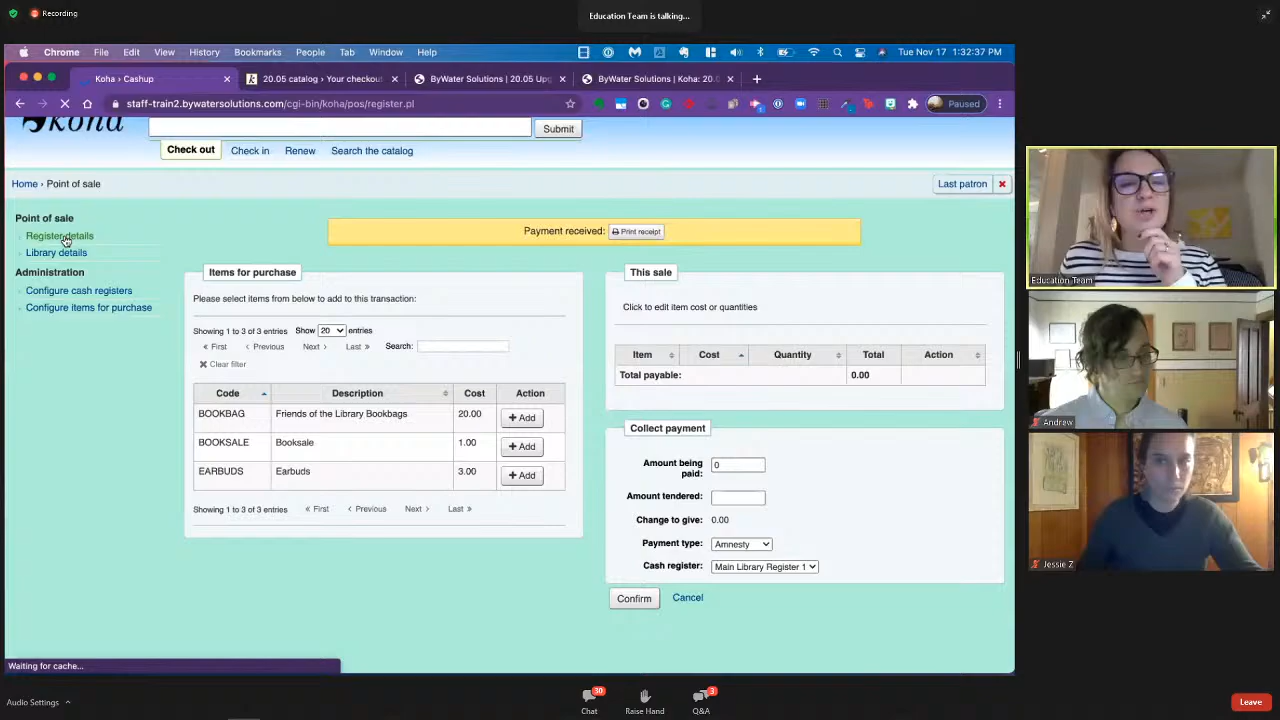 Recording
Education Team is talking...
Chrome File Edit View History Bookmarks People Tab Window Help
Tue Nov 17 1:32:37 PM
Koha › Cashup
20.05 catalog › Your checkout
ByWater Solutions | 20.05 Upg
ByWater Solutions | Koha: 20.0
staff-train2.bywatersolutions.com/cgi-bin/koha/pos/register.pl
Paused
koha
Submit
Check out Check in Renew Search the catalog
Home › Point of sale
Last patron
Point of sale
Register details
Library details
Administration
Configure cash registers
Configure items for purchase
Payment received: Print receipt
Items for purchase
Please select items from below to add to this transaction:
Showing 1 to 3 of 3 entries Show 20 entries
First Previous Next Last Search:
Clear filter
Code Description Cost Action
BOOKBAG Friends of the Library Bookbags 20.00 + Add
BOOKSALE Booksale 1.00 + Add
EARBUDS Earbuds 3.00 + Add
Showing 1 to 3 of 3 entries First Previous Next Last
This sale
Click to edit item cost or quantities
Item Cost Quantity Total Action
Total payable: 0.00
Collect payment
Amount being
paid: 0
Amount tendered:
Change to give: 0.00
Payment type: Amnesty
Cash register: Main Library Register 1
Confirm Cancel
Waiting for cache...
Education Team
Andrew
Jessie Z
Audio Settings
30
Chat
Raise Hand
3
Q&A
Leave